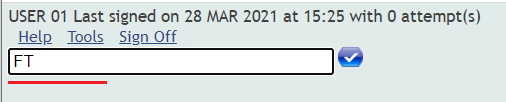 USER 01 Last signed on 28 MAR 2021 at 15:25 with 0 attempt(s)
Help Tools Sign Off
FT